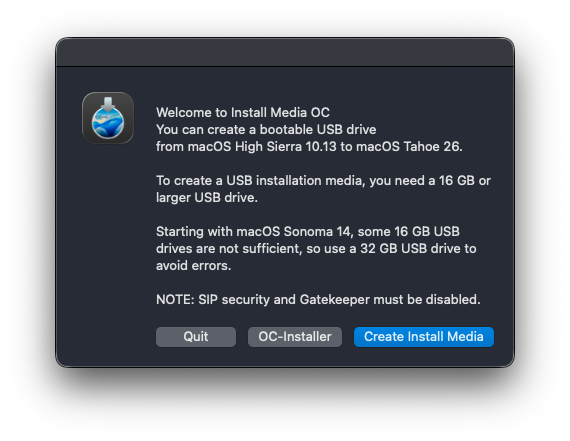 Welcome to Install Media OC
You can create a bootable USB drive
from macOS High Sierra 10.13 to macOS Tahoe 26.
To create a USB installation media, you need a 16 GB or
larger USB drive.
Starting with macOS Sonoma 14, some 16 GB USB
drives are not sufficient, so use a 32 GB USB drive to
avoid errors.
NOTE: SIP security and Gatekeeper must be disabled.
Quit
OC-Installer
Create Install Media